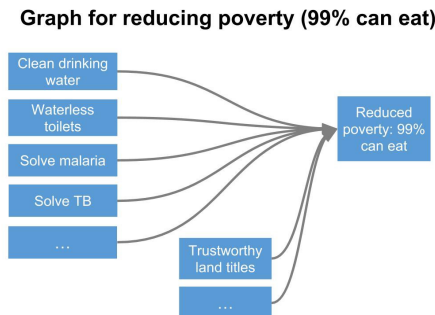 Graph for reducing poverty (99% can eat)
Clean drinking
water
Waterless
toilets
Solve malaria
Solve TB
…
Reduced
poverty: 99%
can eat
Trustworthy
land titles
…